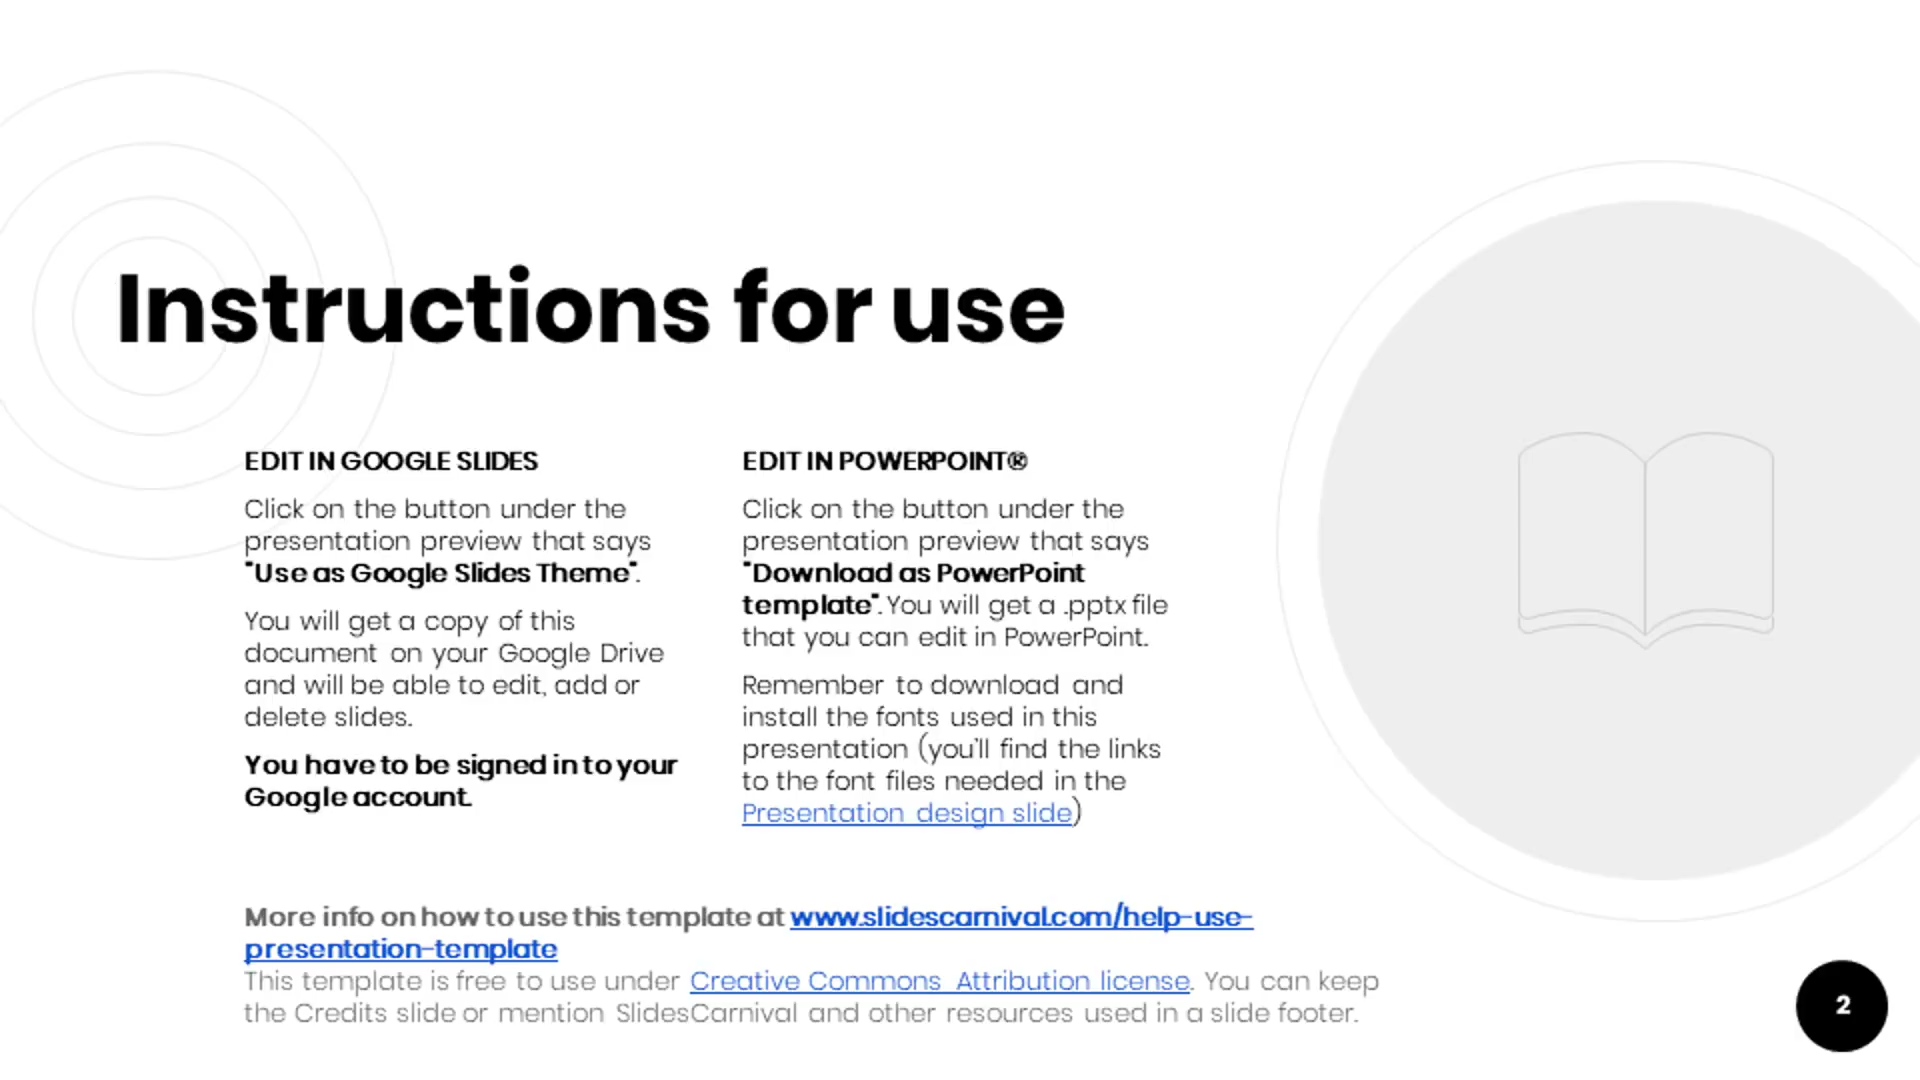 Instructions for use
EDIT IN GOOGLE SLIDES
Click on the button under the
presentation preview that says
"Use as Google Slides Theme".
You will get a copy of this
document on your Google Drive
and will be able to edit, add or
delete slides.
You have to be signed in to your
Google account.
EDIT IN POWERPOINT®
Click on the button under the
presentation preview that says
"Download as PowerPoint
template". You will get a .pptx file
that you can edit in PowerPoint.
Remember to download and
install the fonts used in this
presentation (you'll find the links
to the font files needed in the
Presentation design slide)
More info on how to use this template at www.slidescarnival.com/help-use-
presentation-template
This template is free to use under Creative Commons Attribution license. You can keep
the Credits slide or mention SlidesCarnival and other resources used in a slide footer.
2